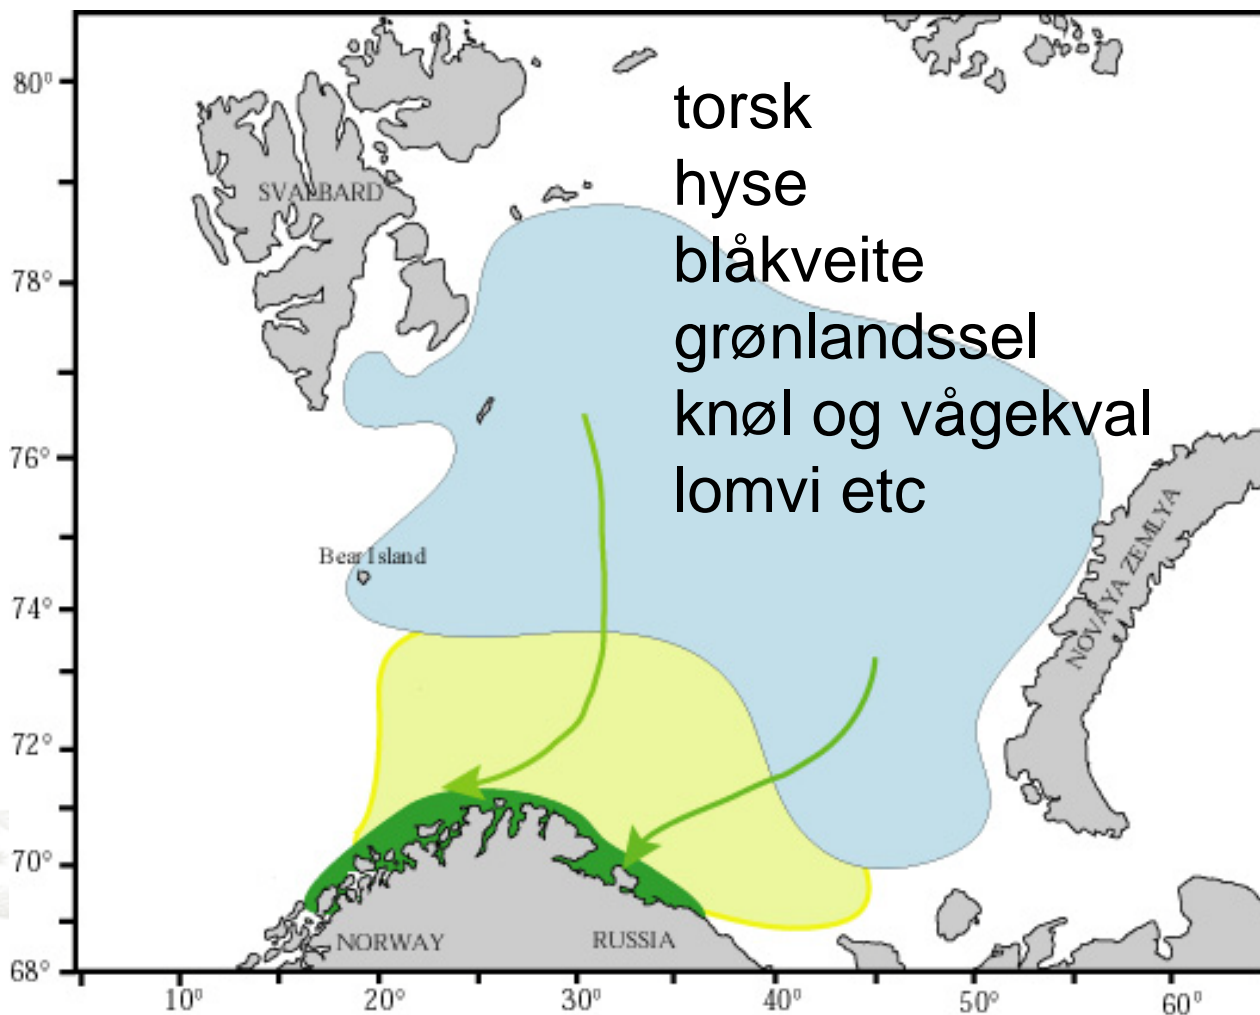 80°
torsk
hyse
SVALBARD
blåkveite
78°
grønlandssel
knøl og vågekval
76°
lomvi etc
NOVAYA ZEMLYA
Bear Island
74°
72°
70°
NORWAY
RUSSIA
68°
10° 20° 30° 40° 50° 60°